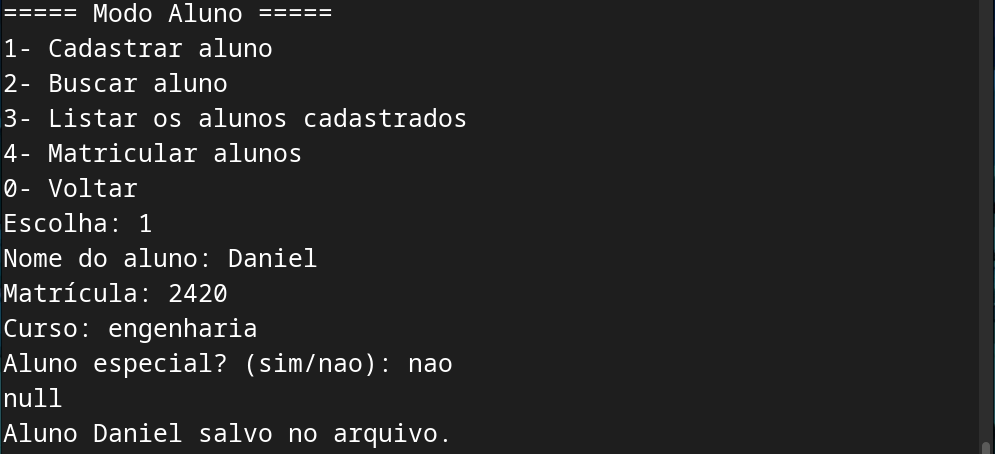 ===== Modo Aluno =====
1- Cadastrar aluno
2- Buscar aluno
3- Listar os alunos cadastrados
4- Matricular alunos
0- Voltar
Escolha: 1
Nome do aluno: Daniel
Matrícula: 2420
Curso: engenharia
Aluno especial? (sim/nao): nao
null
Aluno Daniel salvo no arquivo.